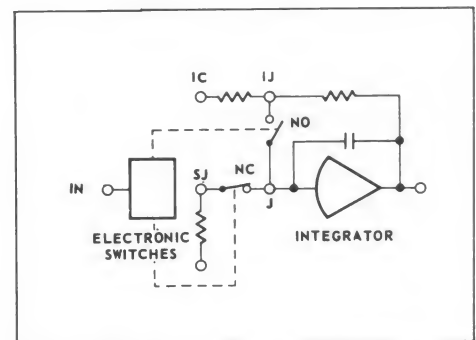 IC
IJ
NO
IN
SJ
NC
J
ELECTRONIC
SWITCHES
INTEGRATOR